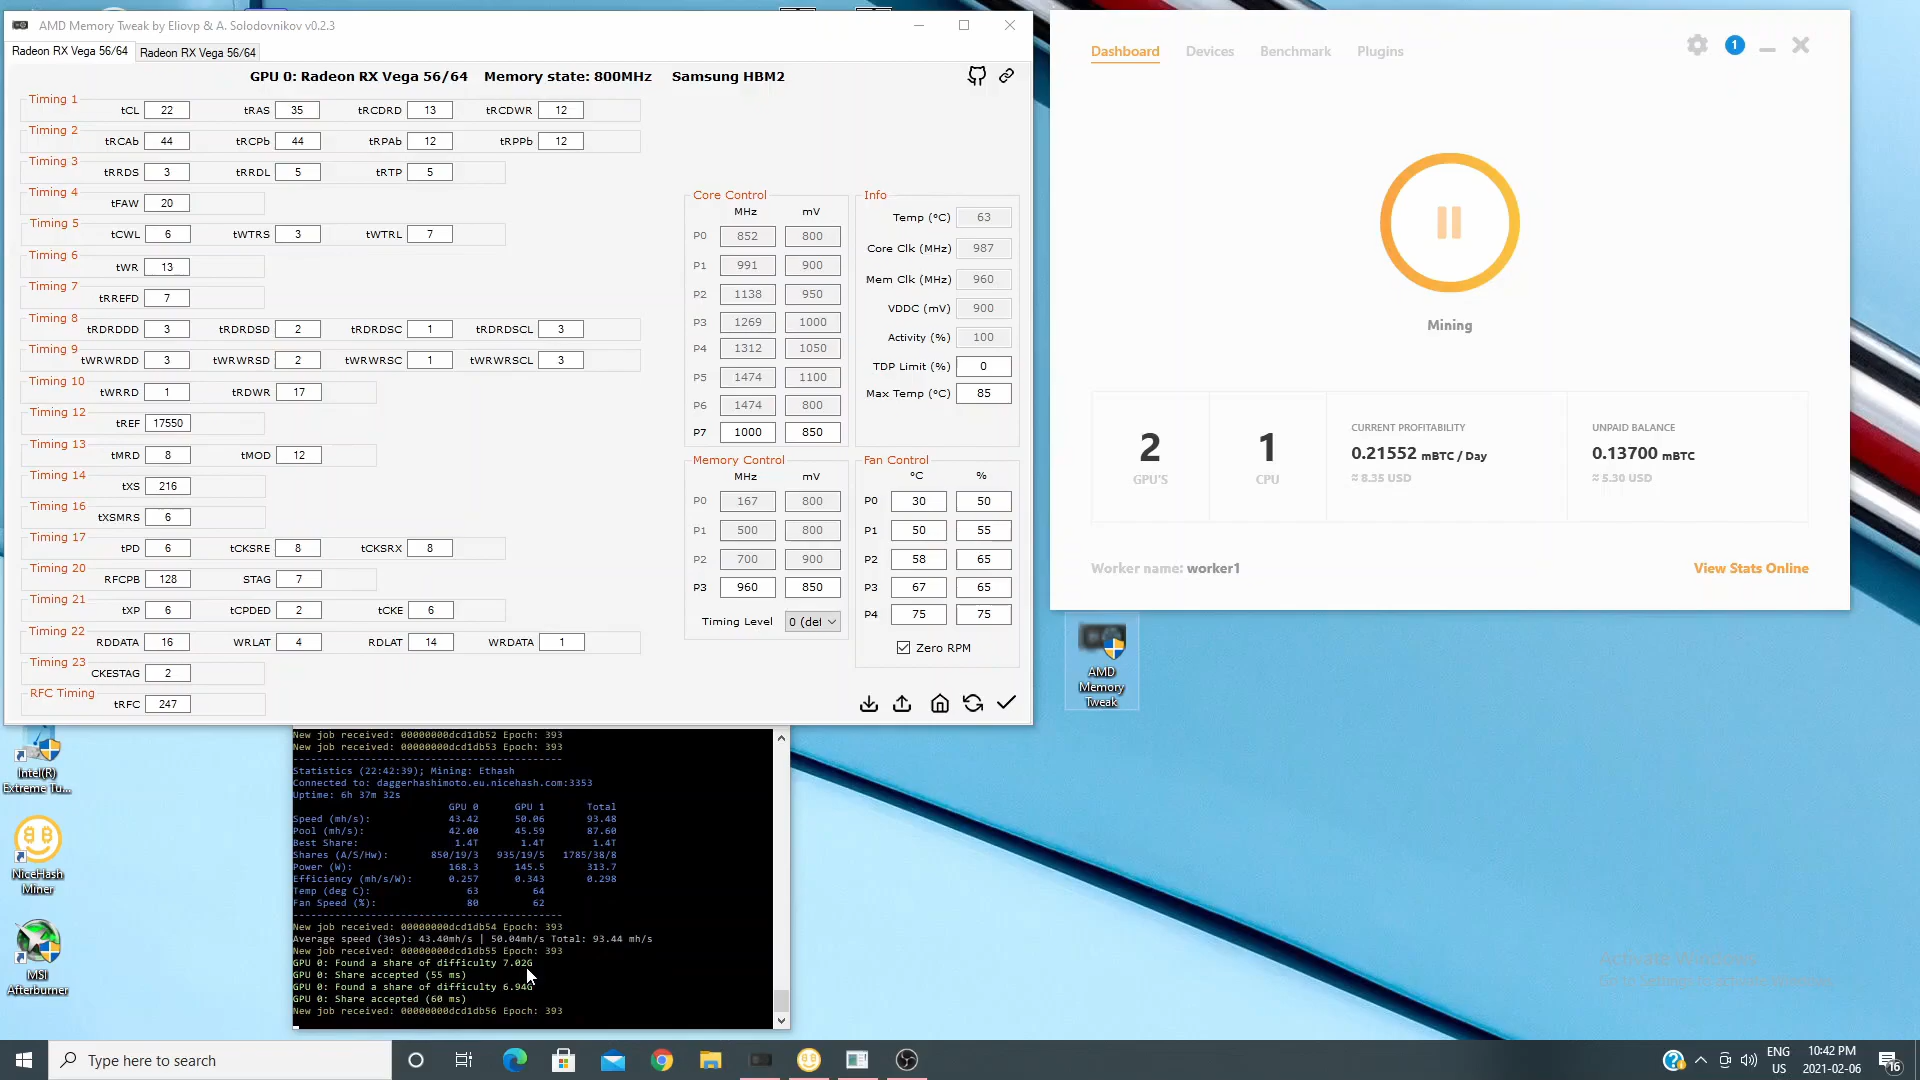 AMD Memory Tweak by Eliovp & A. Solodovnikov v0.2.3
Radeon RX Vega 56/64 Radeon RX Vega 56/64
GPU 0: Radeon RX Vega 56/64 Memory state: 800MHz Samsung HBM2
Timing 1
tCL 22 tRAS 35 tRCDRD 13 tRCDWR 12
Timing 2
tRCAb 44 tRCPb 44 tRPAb 12 tRPPb 12
Timing 3
tRRDS 3 tRRDL 5 tRTP 5
Timing 4
tFAW 20
Timing 5
tCWL 6 tWTRS 3 tWTRL 7
Timing 6
tWR 13
Timing 7
tRREFD 7
Timing 8
tRDRDDD 3 tRDRDSD 2 tRDRDSC 1 tRDRDSCL 3
Timing 9
tWRWRDD 3 tWRWRSD 2 tWRWRSC 1 tWRWRSCL 3
Timing 10
tWRRD 1 tRDWR 17
Timing 12
tREF 17550
Timing 13
tMRD 8 tMOD 12
Timing 14
tXS 216
Timing 16
tXSMRS 6
Timing 17
tPD 6 tCKSRE 8 tCKSRX 8
Timing 20
RFCPB 128 STAG 7
Timing 21
tXP 6 tCPDED 2 tCKE 6
Timing 22
RDDATA 16 WRLAT 4 RDLAT 14 WRDATA 1
Timing 23
CKESTAG 2
RFC Timing
tRFC 247
Core Control
MHz mV
P0 852 800
P1 991 900
P2 1138 950
P3 1269 1000
P4 1312 1050
P5 1474 1100
P6 1474 800
P7 1000 850
Info
Temp (°C) 63
Core Clk (MHz) 987
Mem Clk (MHz) 960
VDDC (mV) 900
Activity (%) 100
TDP Limit (%) 0
Max Temp (°C) 85
Memory Control
MHz mV
P0 167 800
P1 500 800
P2 700 900
P3 960 850
Timing Level 0 (def
Fan Control
°C %
P0 30 50
P1 50 55
P2 58 65
P3 67 65
P4 75 75
Zero RPM
Dashboard Devices Benchmark Plugins 1
Mining
2
GPU'S
1
CPU
CURRENT PROFITABILITY
0.21552 mBTC / Day
≈ 8.35 USD
UNPAID BALANCE
0.13700 mBTC
≈ 5.30 USD
Worker name: worker1 View Stats Online
AMD
Memory
Tweak
Intel(R)
Extreme Tu...
NiceHash
Miner
MSI
Afterburner
New job received: 00000000dcd1db52 Epoch: 393
New job received: 00000000dcd1db53 Epoch: 393
Statistics (22:42:39); Mining: Ethash
Connected to: daggerhashimoto.eu.nicehash.com:3353
Uptime: 6h 37m 32s
GPU 0 GPU 1 Total
Speed (mh/s): 43.42 50.06 93.48
Pool (mh/s): 42.00 45.59 87.60
Best Share: 1.4T 1.4T 1.4T
Shares (A/S/Hw): 850/19/3 935/19/5 1785/38/8
Power (W): 168.3 145.5 313.7
Efficiency (mh/s/W): 0.257 0.343 0.298
Temp (deg C): 63 64
Fan Speed (%): 80 62
New job received: 00000000dcd1db54 Epoch: 393
Average speed (30s): 43.40mh/s | 50.04mh/s Total: 93.44 mh/s
New job received: 00000000dcd1db55 Epoch: 393
GPU 0: Found a share of difficulty 7.02G
GPU 0: Share accepted (55 ms)
GPU 0: Found a share of difficulty 6.94G
GPU 0: Share accepted (60 ms)
New job received: 00000000dcd1db56 Epoch: 393
Activate Windows
Go to Settings to activate Windows.
Type here to search
ENG
US
10:42 PM
2021-02-06
16